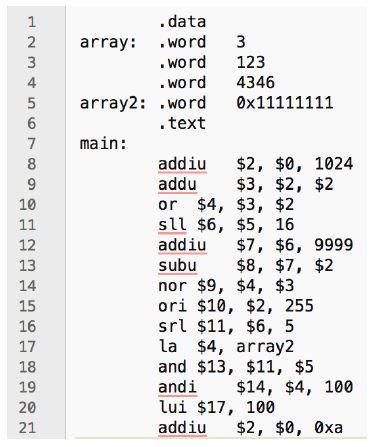 1 .data
2 array: .word 3
3 .word 123
4 .word 4346
5 array2: .word 0x11111111
6 .text
7 main:
8 addiu $2, $0, 1024
9 addu $3, $2, $2
10 or $4, $3, $2
11 sll $6, $5, 16
12 addiu $7, $6, 9999
13 subu $8, $7, $2
14 nor $9, $4, $3
15 ori $10, $2, 255
16 srl $11, $6, 5
17 la $4, array2
18 and $13, $11, $5
19 andi $14, $4, 100
20 lui $17, 100
21 addiu $2, $0, 0xa